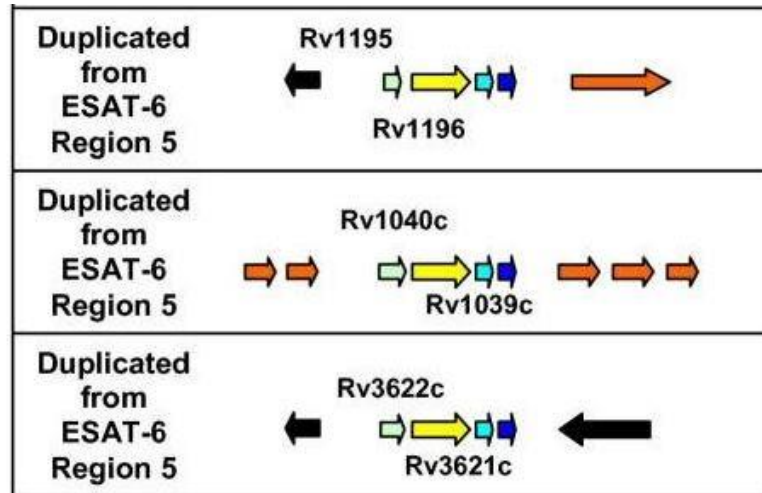 Duplicated
from
ESAT-6
Region 5
Rv1195
Rv1196
Duplicated
from
ESAT-6
Region 5
Rv1040c
Rv1039c
Duplicated
from
ESAT-6
Region 5
Rv3622c
Rv3621c